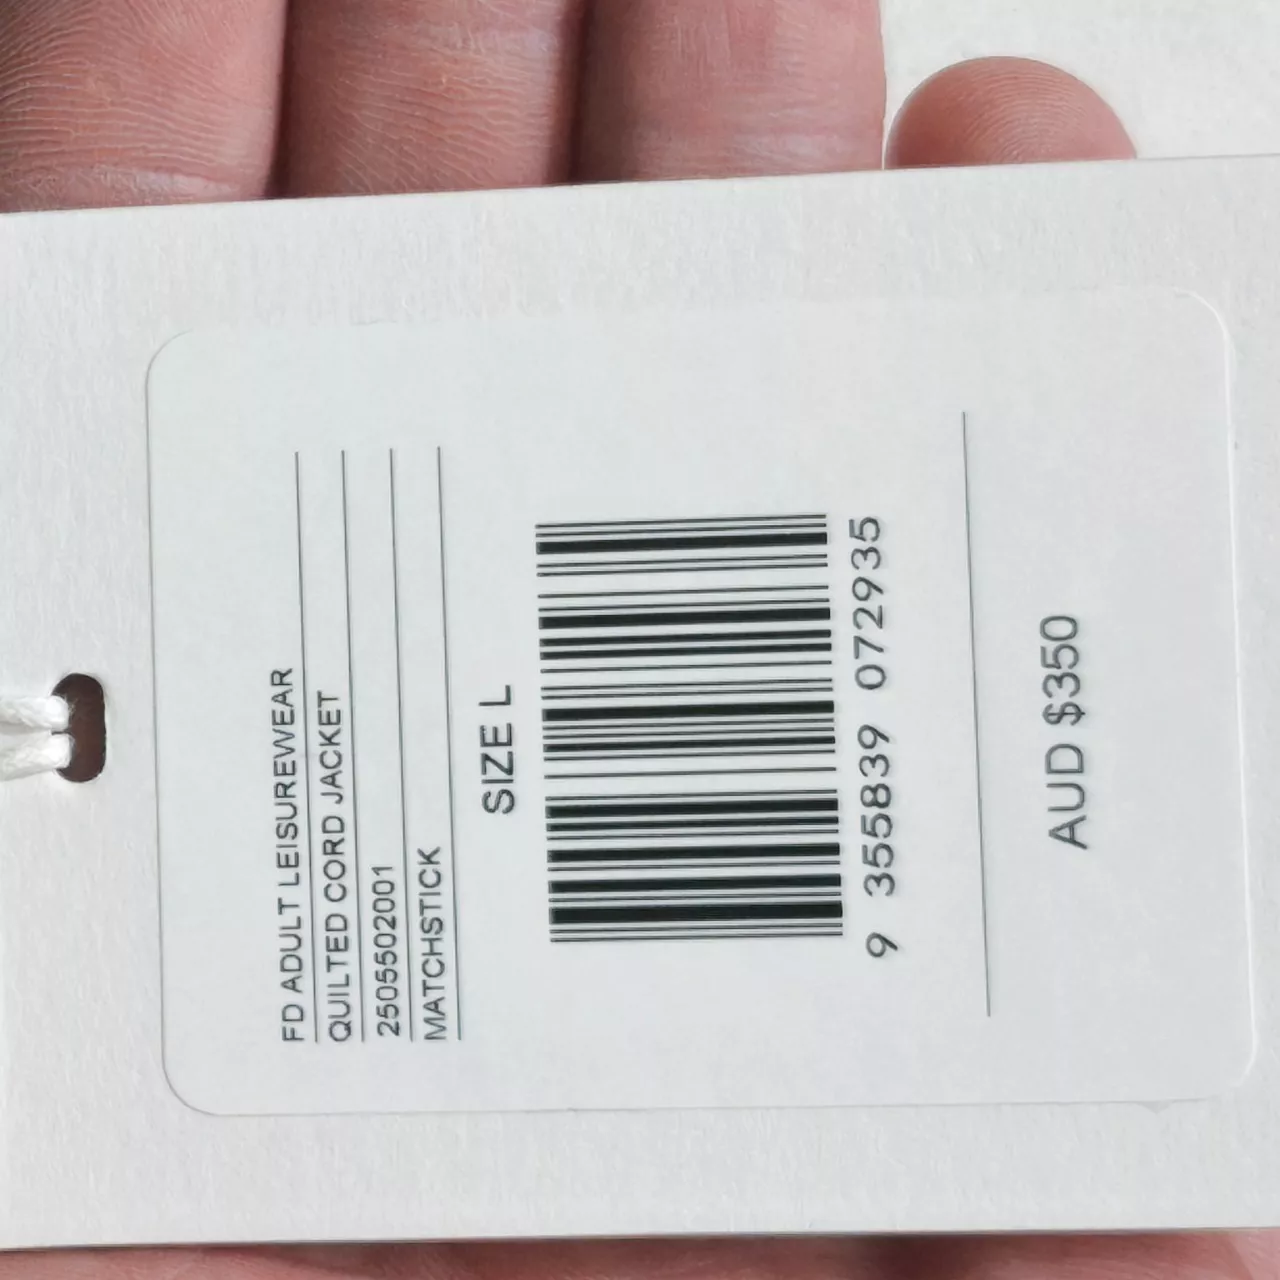 FD ADULT LEISUREWEAR
QUILTED CORD JACKET
2505502001
MATCHSTICK
SIZE L
9 355839 072935
AUD $350